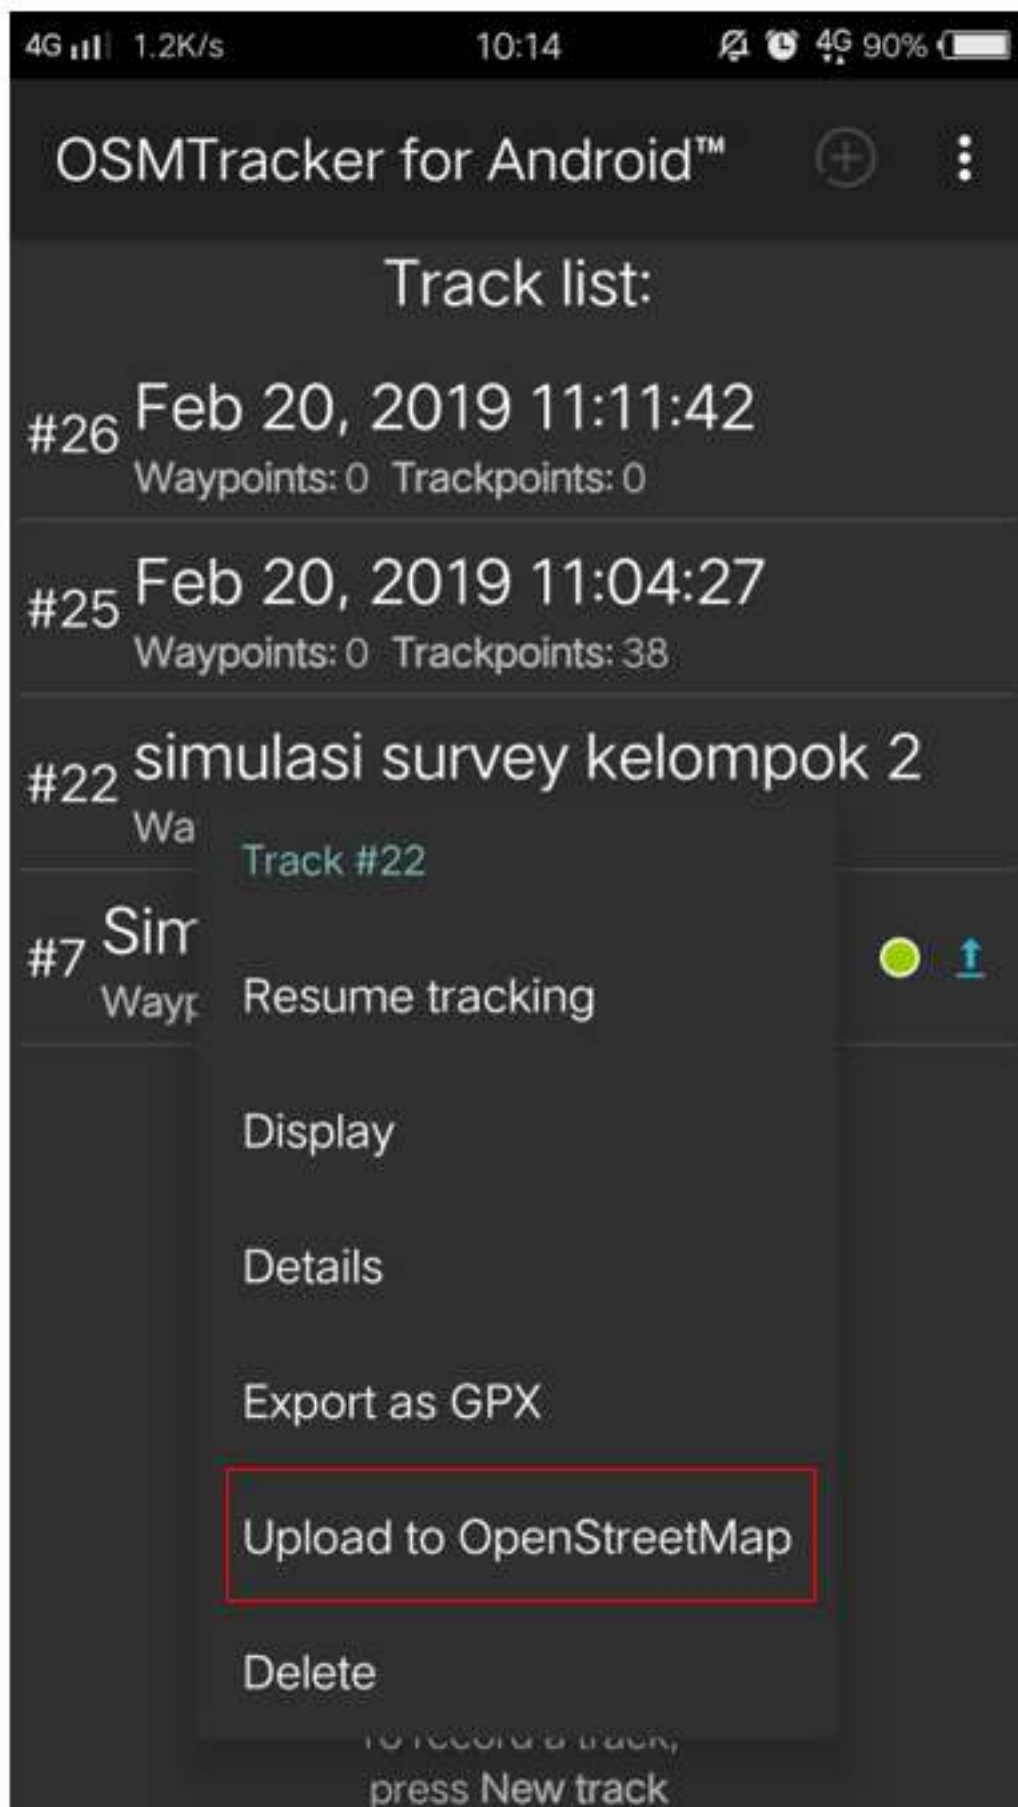 4G 1.2K/s 10:14 4G 90%
OSMTracker for Android™
Track list:
#26 Feb 20, 2019 11:11:42
Waypoints: 0 Trackpoints: 0
#25 Feb 20, 2019 11:04:27
Waypoints: 0 Trackpoints: 38
#22 simulasi survey kelompok 2
Wa
Track #22
#7 Sim
Wayp
Resume tracking
Display
Details
Export as GPX
Upload to OpenStreetMap
Delete
To record a track,
press New track